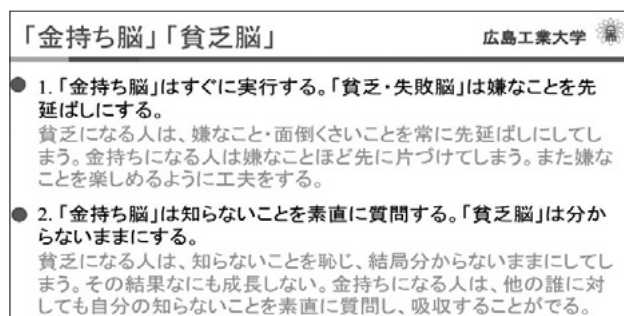 「金持ち脳」「貧乏脳」
広島工業大学
1.「金持ち脳」はすぐに実行する。「貧乏・失敗脳」は嫌なことを先
延ばしにする。
貧乏になる人は、嫌なこと・面倒くさいことを常に先延ばしにしてし
まう。金持ちになる人は嫌なことほど先に片づけてしまう。また嫌な
ことを楽しめるように工夫をする。
2.「金持ち脳」は知らないことを素直に質問する。「貧乏脳」は分か
らないままにする。
貧乏になる人は、知らないことを恥じ、結局分からないままにしてし
まう。その結果なにも成長しない。金持ちになる人は、他の誰に対
しても自分の知らないことを素直に質問し、吸収することがでる。